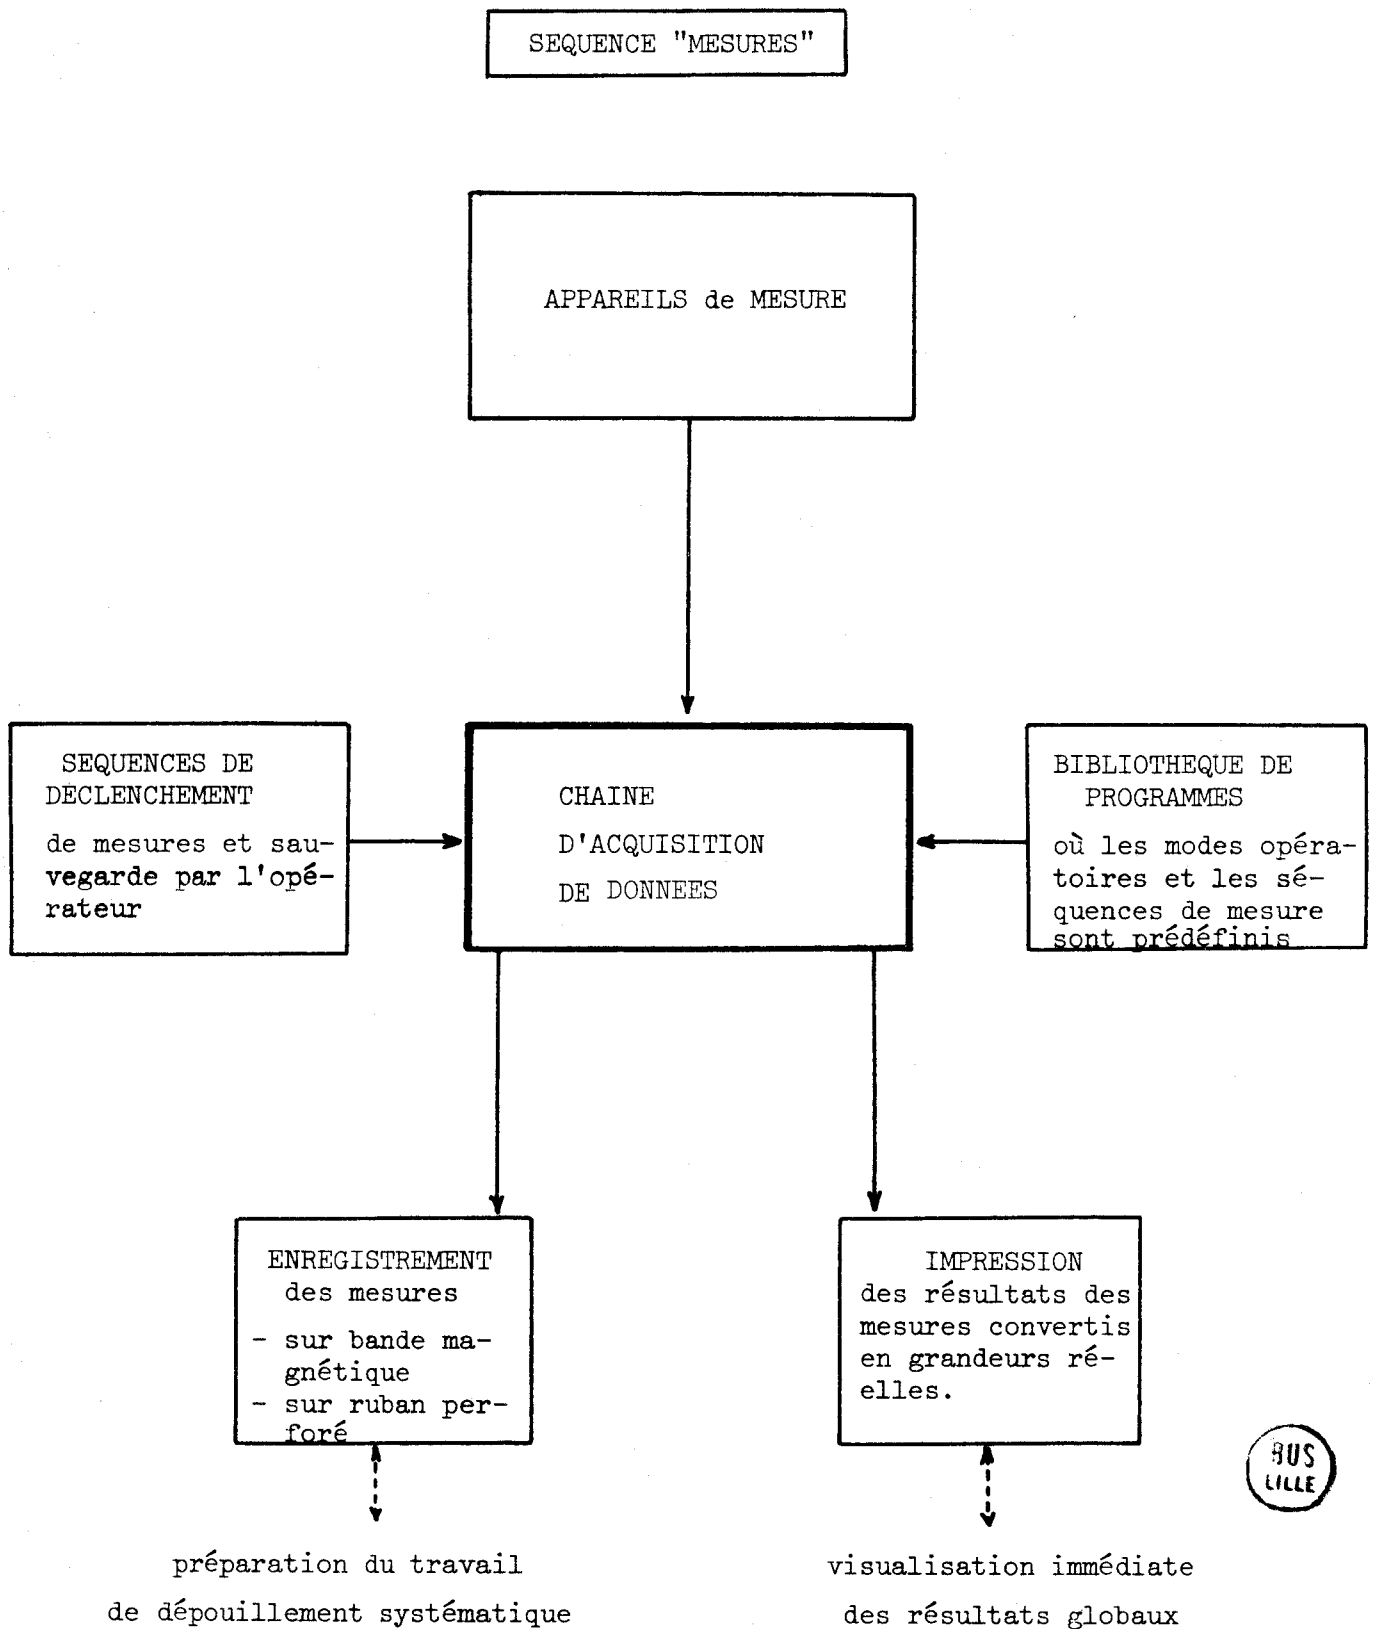 SEQUENCE "MESURES"
APPAREILS de MESURE
SEQUENCES DE
DECLENCHEMENT
de mesures et sau-
vegarde par l'opé-
rateur
CHAINE
D'ACQUISITION
DE DONNEES
BIBLIOTHEQUE DE
PROGRAMMES
où les modes opéra-
toires et les sé-
quences de mesure
sont prédéfinis
ENREGISTREMENT
des mesures
- sur bande ma-
gnétique
- sur ruban per-
foré
IMPRESSION
des résultats des
mesures convertis
en grandeurs ré-
elles.
BUS
LILLE
préparation du travail
de dépouillement systématique
visualisation immédiate
des résultats globaux